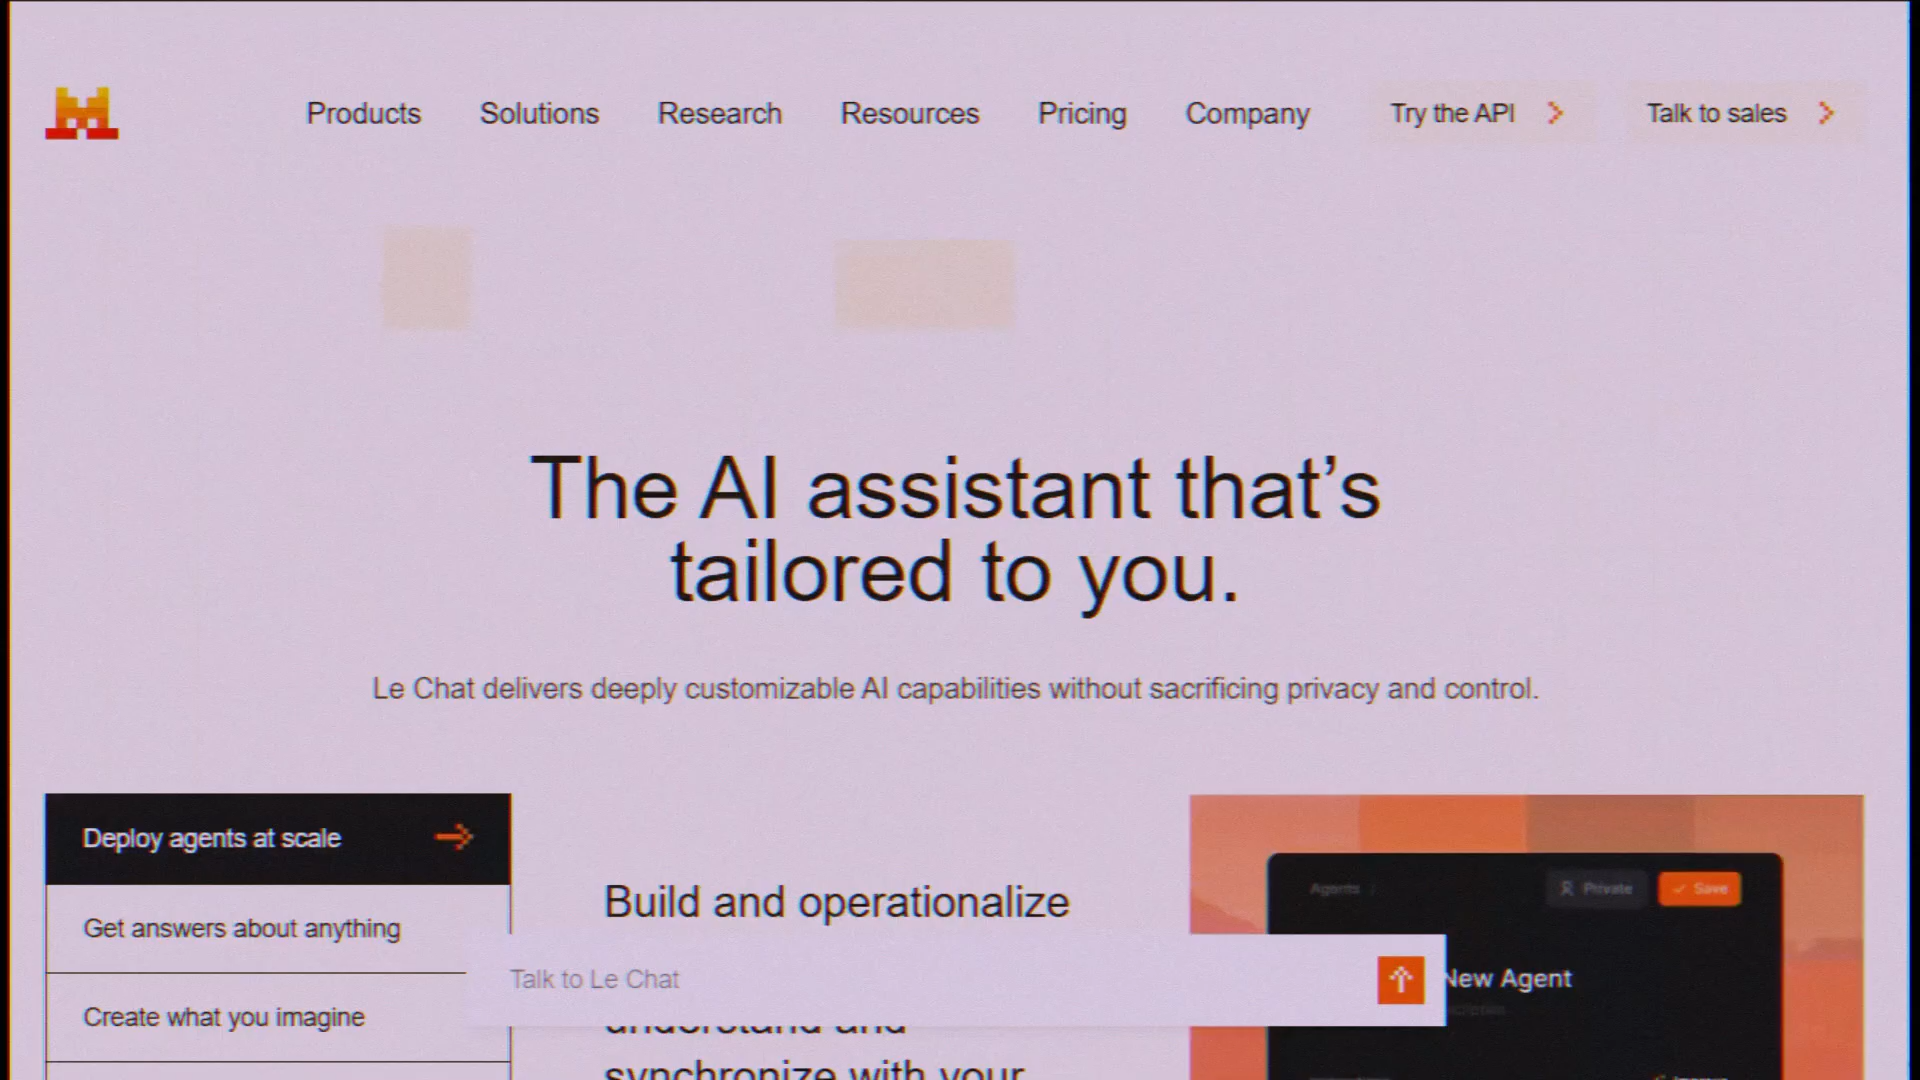 Products Solutions Research Resources Pricing Company Try the API Talk to sales
The AI assistant that’s
tailored to you.
Le Chat delivers deeply customizable AI capabilities without sacrificing privacy and control.
Deploy agents at scale
Get answers about anything
Create what you imagine
Build and operationalize
understand and
synchronize with your
Talk to Le Chat
Agents /
Private
Save
New Agent